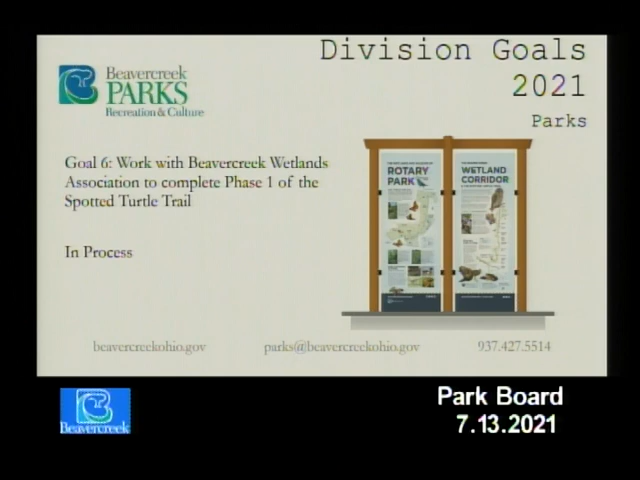 Division Goals
2021
Parks
Beavercreek
PARKS
Recreation & Culture
Goal 6: Work with Beavercreek Wetlands
Association to complete Phase 1 of the
Spotted Turtle Trail
In Process
ROTARY
PARK
WETLAND
CORRIDOR
beavercreekohio.gov
parks@beavercreekohio.gov
937.427.5514
Beavercreek
Park Board
7.13.2021